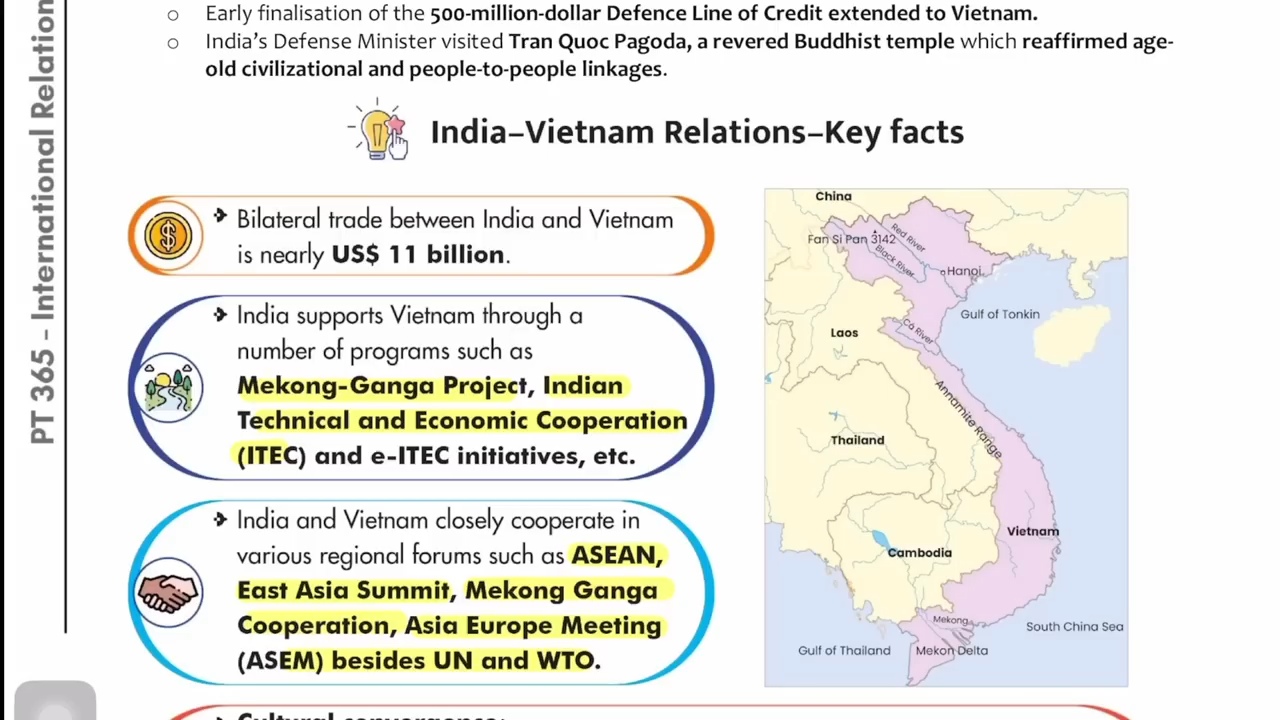 Early finalisation of the 500-million-dollar Defence Line of Credit extended to Vietnam.
India's Defense Minister visited Tran Quoc Pagoda, a revered Buddhist temple which reaffirmed age-
old civilizational and people-to-people linkages.
PT 365 - International Relation
India–Vietnam Relations–Key facts
Bilateral trade between India and Vietnam
is nearly US$ 11 billion.
India supports Vietnam through a
number of programs such as
Mekong-Ganga Project, Indian
Technical and Economic Cooperation
(ITEC) and e-ITEC initiatives, etc.
India and Vietnam closely cooperate in
various regional forums such as ASEAN,
East Asia Summit, Mekong Ganga
Cooperation, Asia Europe Meeting
(ASEM) besides UN and WTO.
China
Fan Si Pan 3142
Red River
Black River
Hanoi
Gulf of Tonkin
Cả River
Laos
Annamite Range
Thailand
Vietnam
Cambodia
Mekong
South China Sea
Gulf of Thailand
Mekon Delta
Cultural convergence: